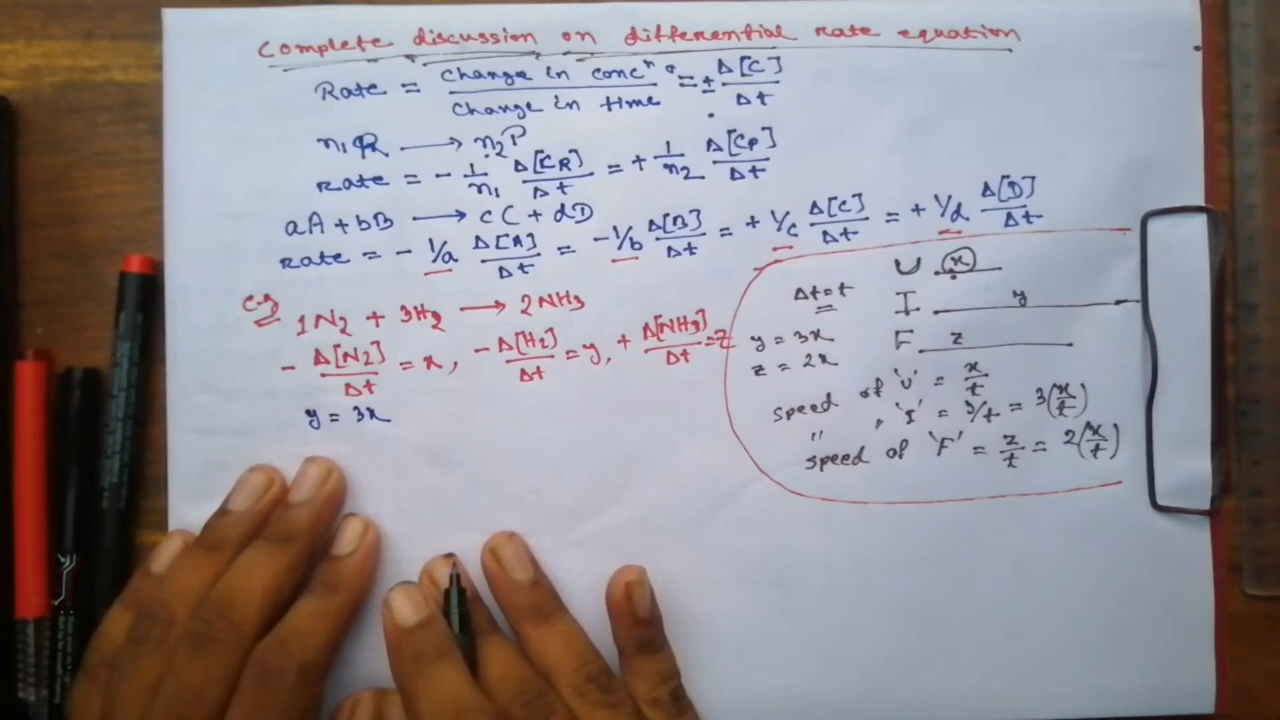 Complete discussion on differential rate equation
Rate = change in concⁿ / change in time = ± Δ[C] / Δt
n₁R ⟶ n₂P
rate = - 1/n₁ Δ[CR]/Δt = + 1/n₂ Δ[CP]/Δt
aA + bB ⟶ cC + dD
rate = - 1/a Δ[A]/Δt = - 1/b Δ[B]/Δt = + 1/c Δ[C]/Δt = + 1/d Δ[D]/Δt
e.g
1N₂ + 3H₂ ⟶ 2NH₃
- Δ[N₂]/Δt = x, - Δ[H₂]/Δt = y, + Δ[NH₃]/Δt = z
y = 3x
U x
Δt = t
I y
y = 3x
F z
z = 2x
speed of 'U' = x/t
" " 'I' = y/t = 3(x/t)
speed of 'F' = z/t = 2(x/t)